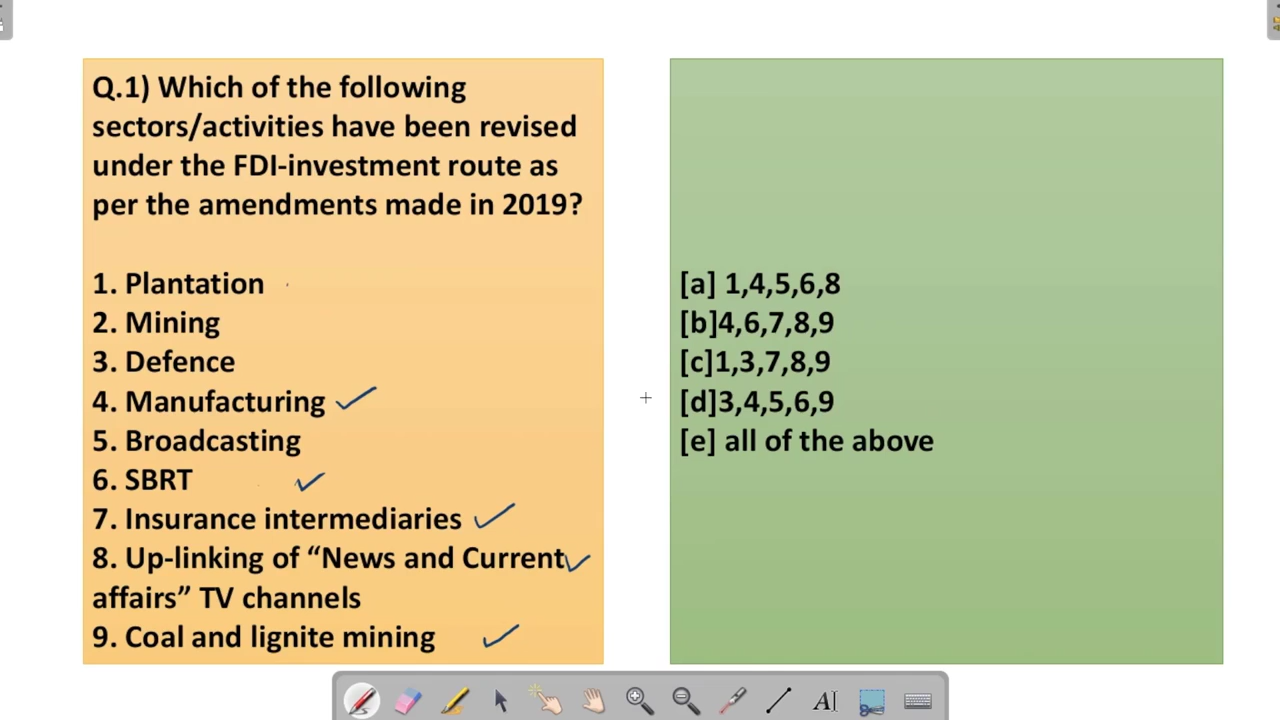 Q.1) Which of the following
sectors/activities have been revised
under the FDI-investment route as
per the amendments made in 2019?
1. Plantation
2. Mining
3. Defence
4. Manufacturing
5. Broadcasting
6. SBRT
7. Insurance intermediaries
8. Up-linking of “News and Current
affairs” TV channels
9. Coal and lignite mining
[a] 1,4,5,6,8
[b]4,6,7,8,9
[c]1,3,7,8,9
[d]3,4,5,6,9
[e] all of the above